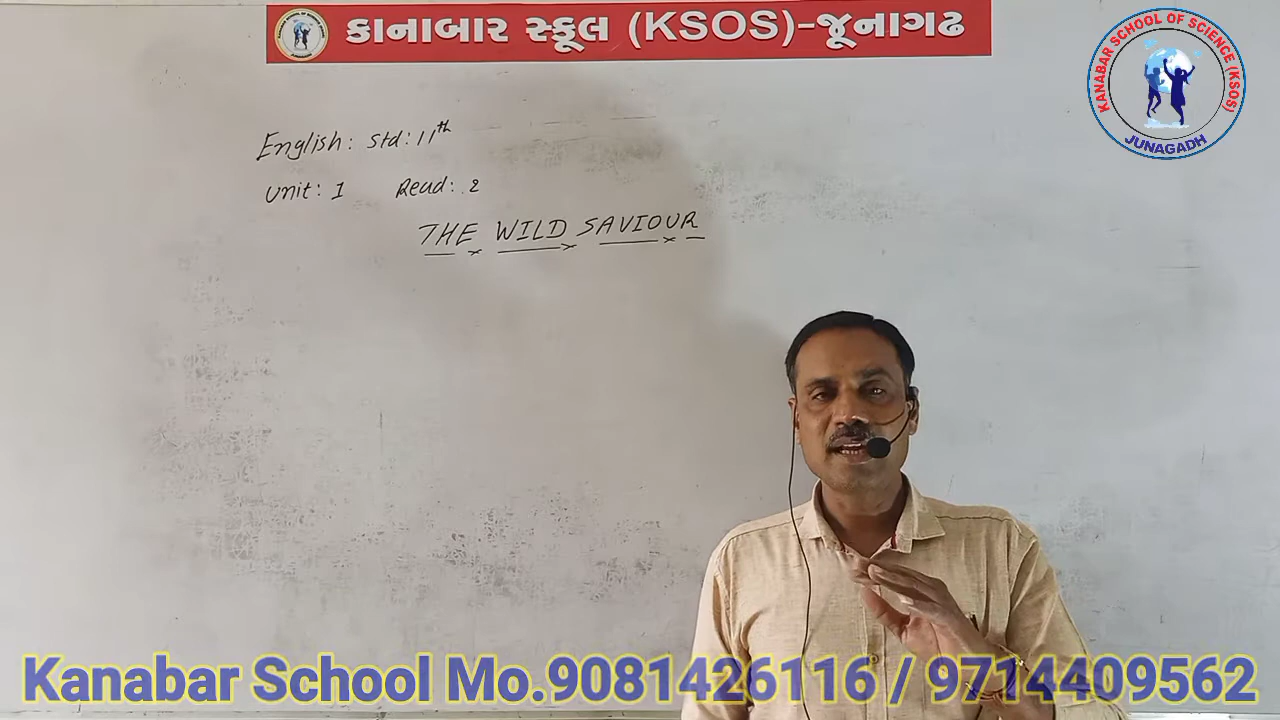 કાનાબાર સ્કૂલ (KSOS)-જૂનાગઢ
KANABAR SCHOOL OF SCIENCE (KSOS)
JUNAGADH
English: Std: 11th
Unit: 1 Read: 2
THE WILD SAVIOUR
Kanabar School Mo.9081426116 / 9714409562